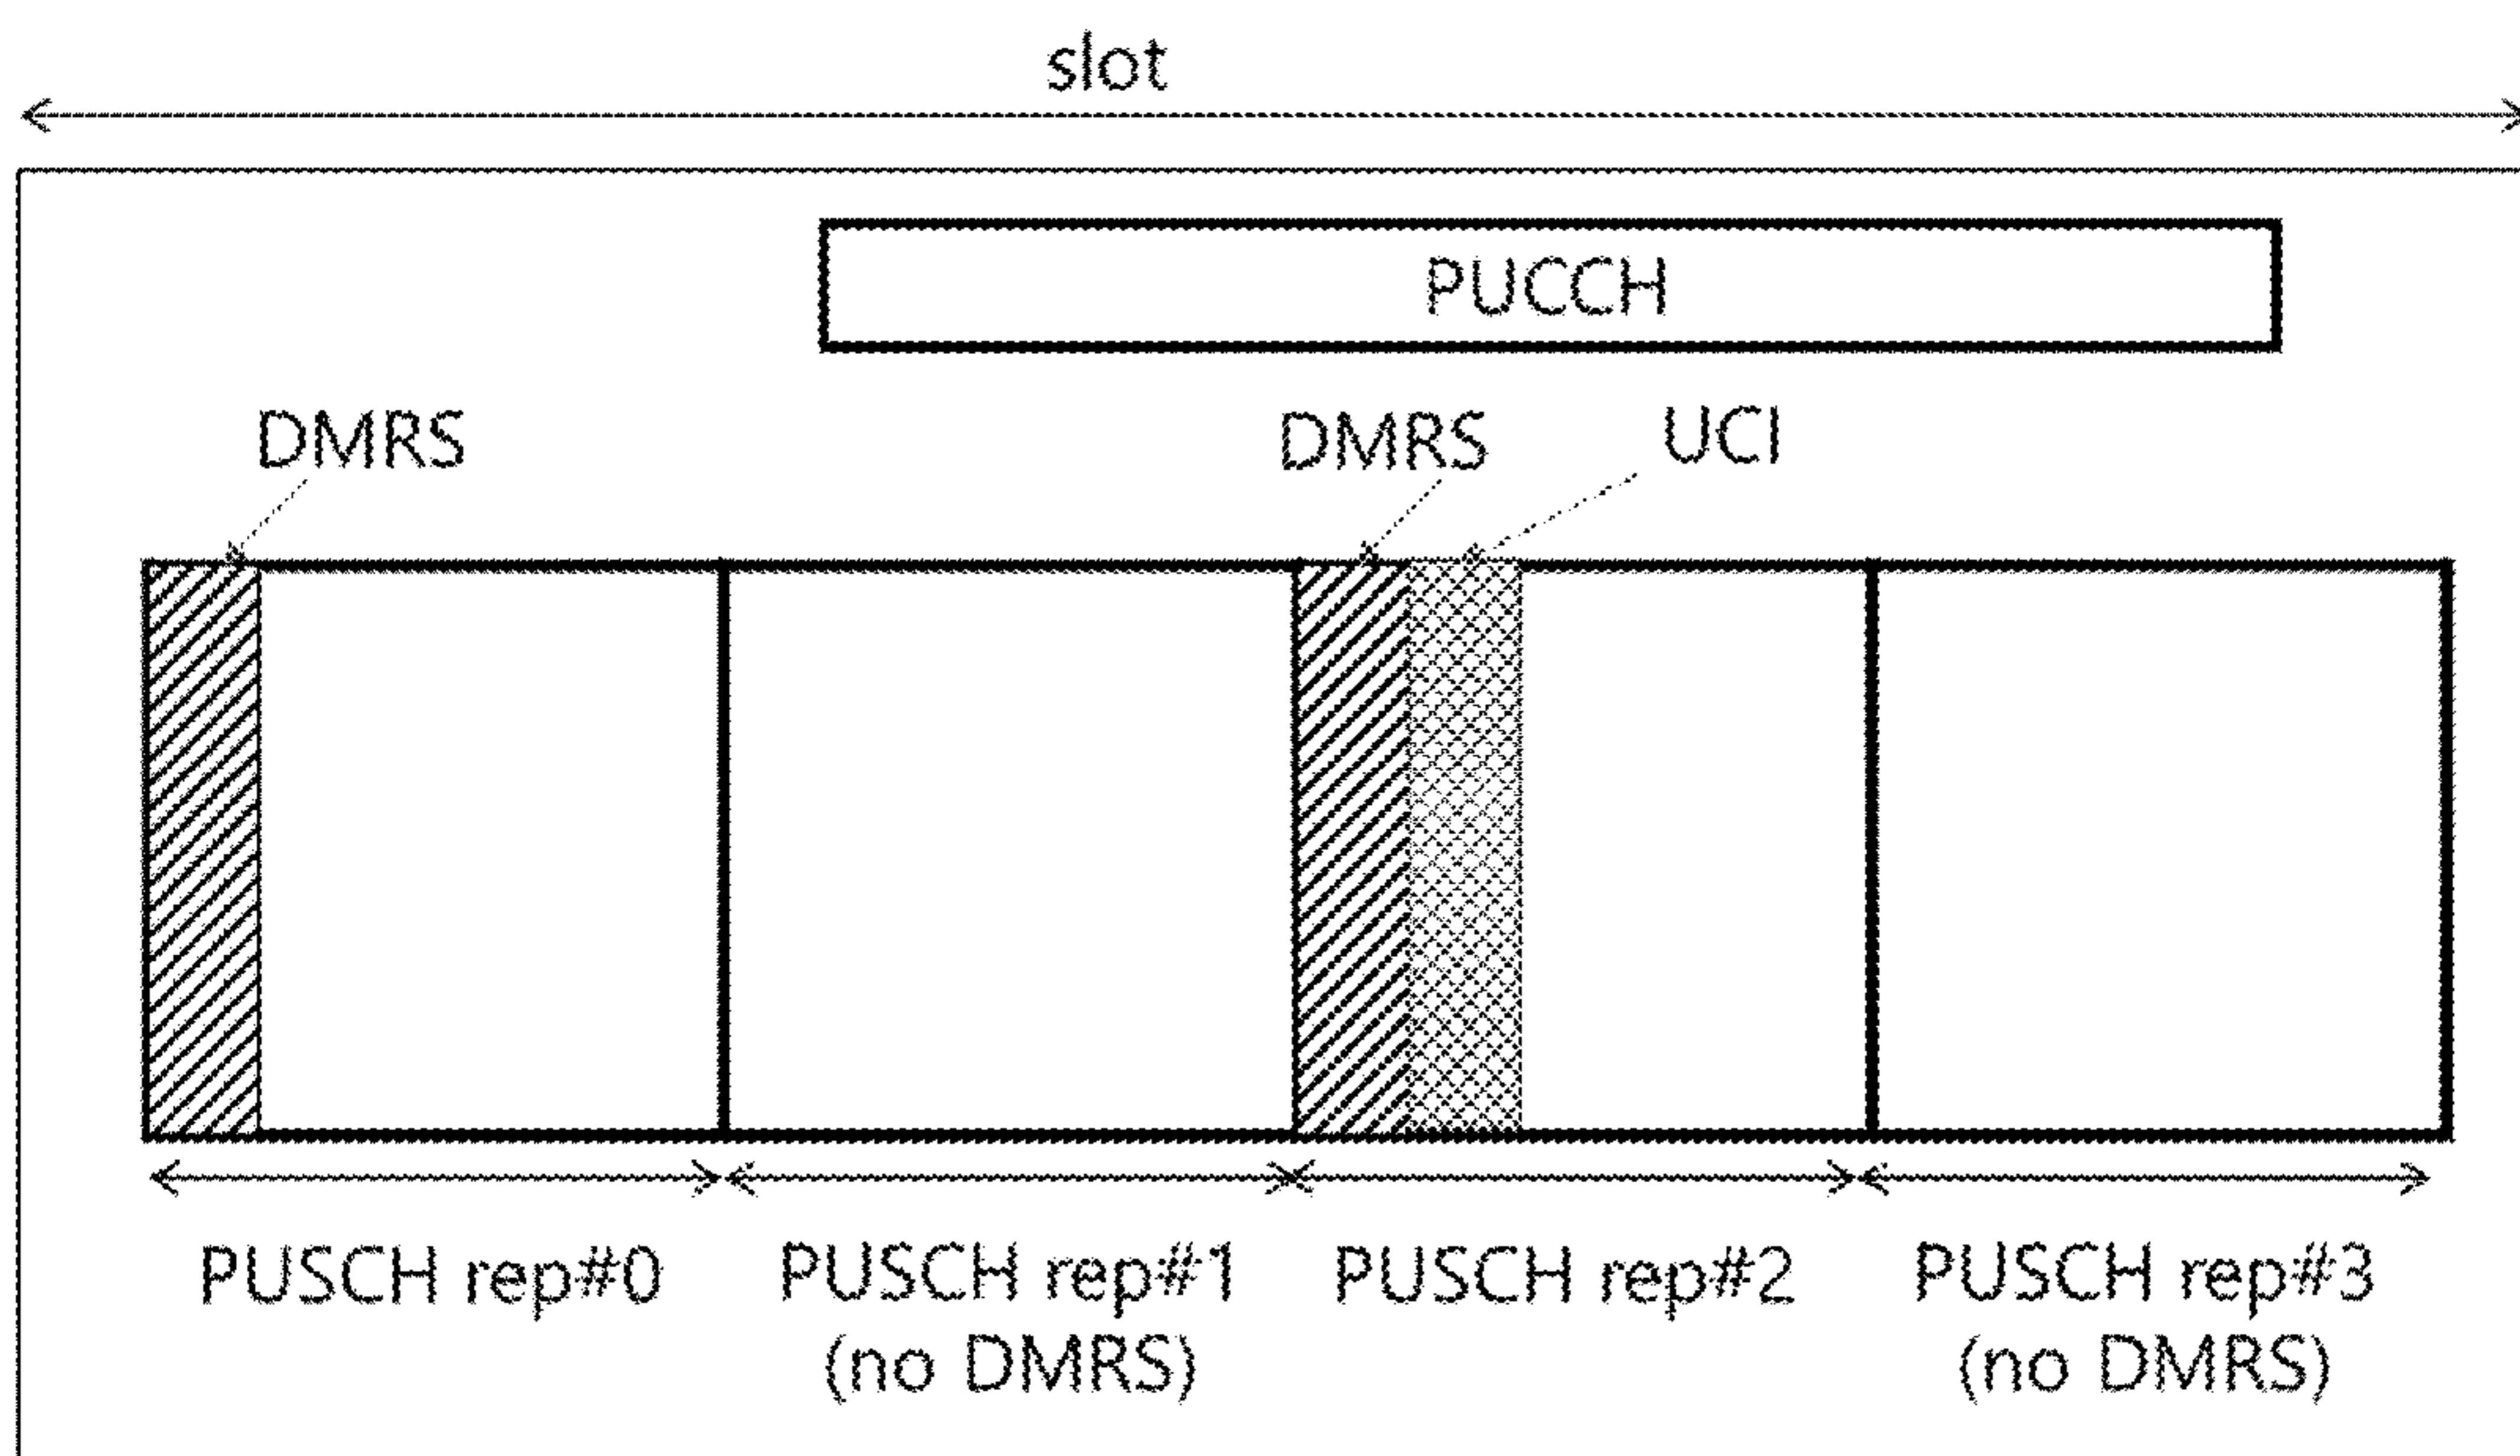 slot
PUCCH
DMRS
DMRS
UCI
PUSCH rep#0
PUSCH rep#1
(no DMRS)
PUSCH rep#2
PUSCH rep#3
(no DMRS)